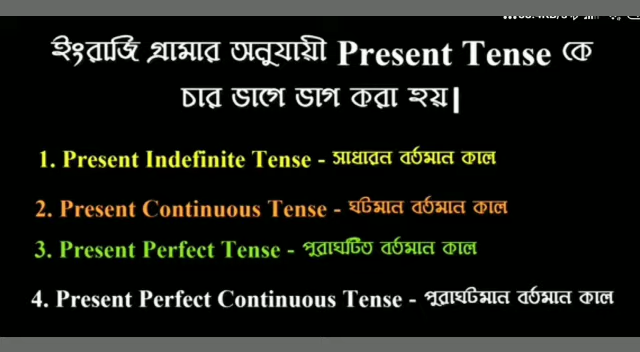 ইংরাজি গ্রামার অনুযায়ী Present Tense কে
চার ভাগে ভাগ করা হয়|
1. Present Indefinite Tense - সাধারন বর্তমান কাল
2. Present Continuous Tense - ঘটমান বর্তমান কাল
3. Present Perfect Tense - পুরাঘটিত বর্তমান কাল
4. Present Perfect Continuous Tense - পুরাঘটমান বর্তমান কাল